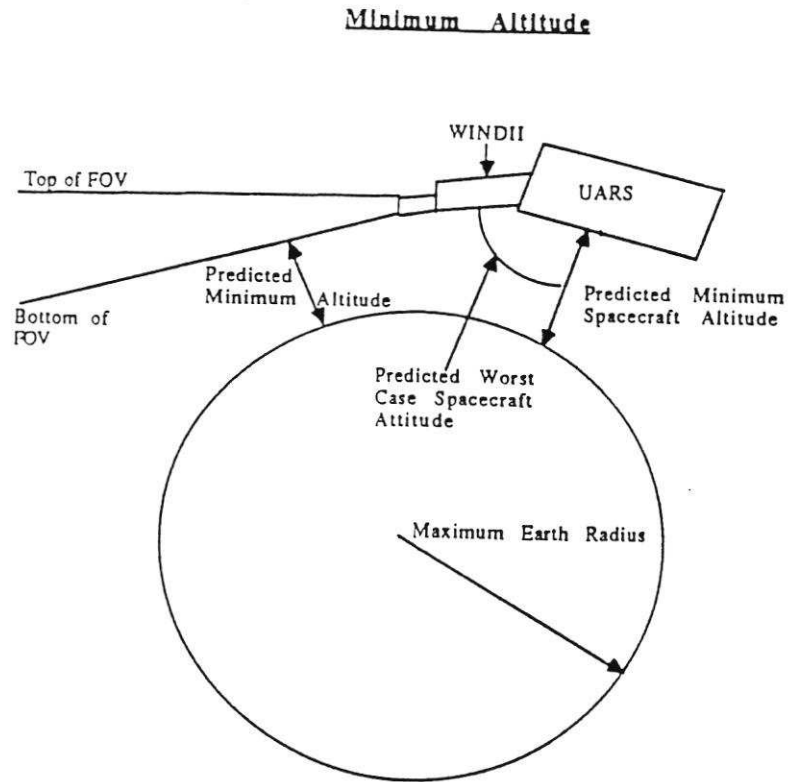 Minimum Altitude
WINDII
Top of FOV
UARS
Predicted
Minimum Altitude
Predicted Minimum
Spacecraft Altitude
Bottom of
FOV
Predicted Worst
Case Spacecraft
Attitude
Maximum Earth Radius